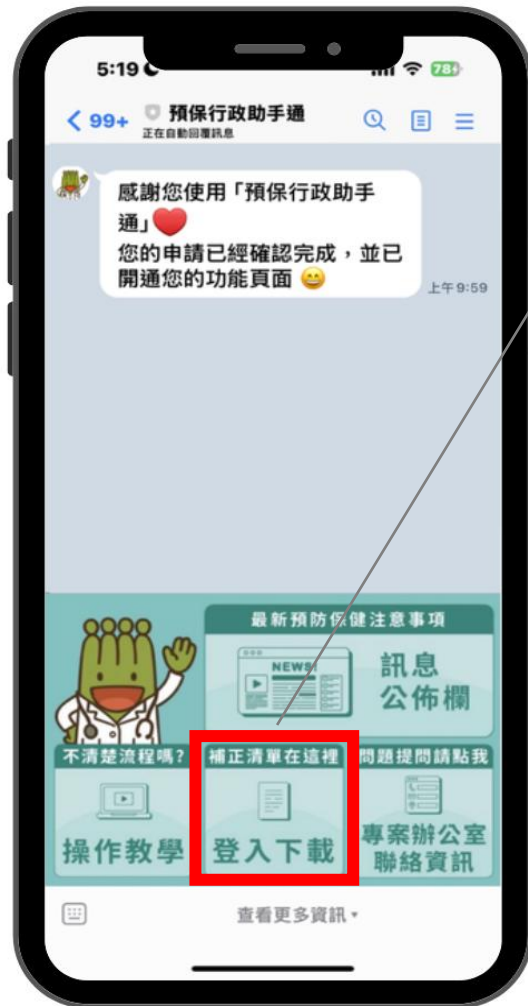 5:19
78
99+
預保行政助手通
正在自動回覆訊息
感謝您使用「預保行政助手
通」
您的申請已經確認完成，並已
開通您的功能頁面
上午 9:59
最新預防保健注意事項
NEWS!
訊息
公佈欄
不清楚流程嗎?
操作教學
補正清單在這裡
登入下載
問題提問請點我
專案辦公室
聯絡資訊
查看更多資訊